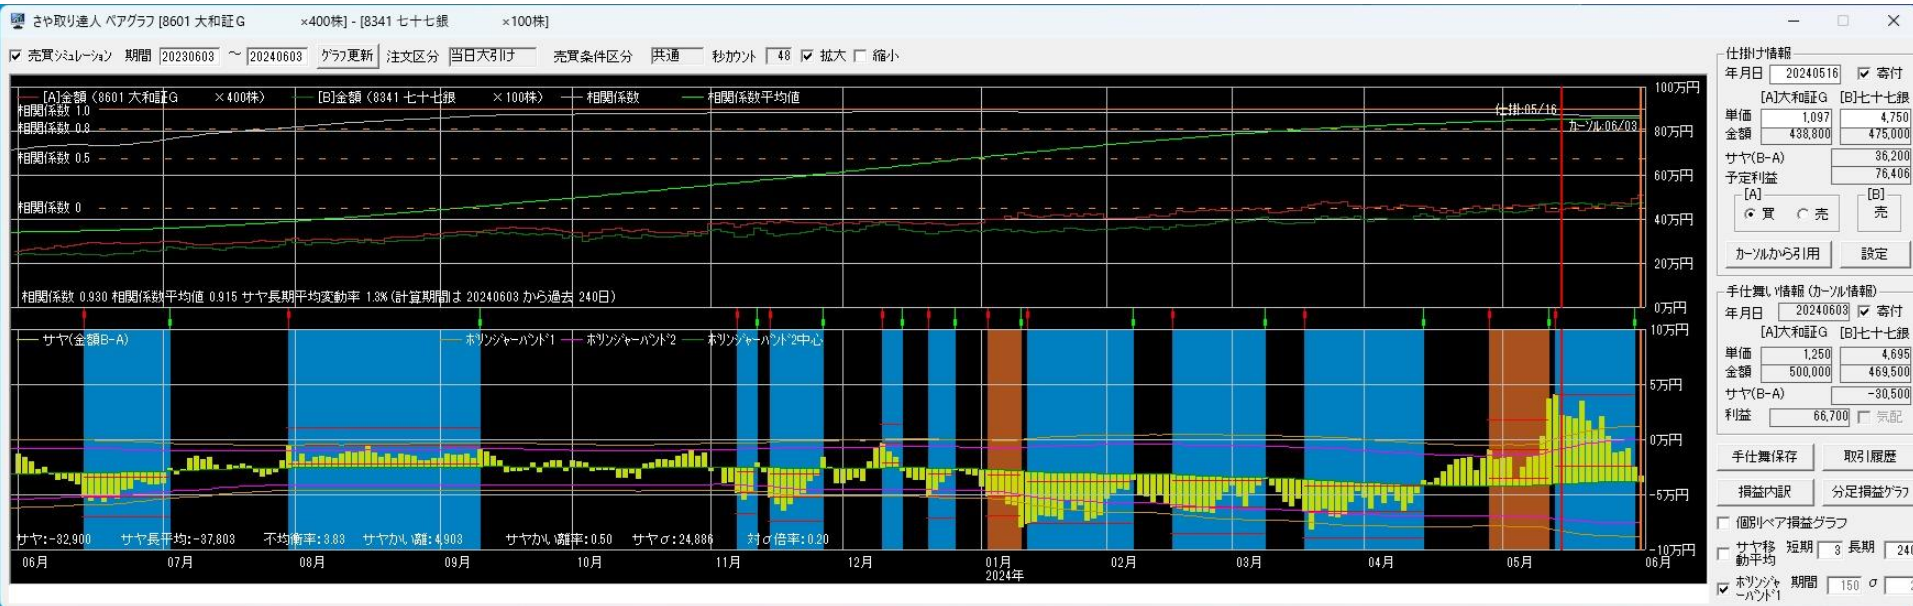 さや取り達人 ペアグラフ [8601 大和証G ×400株] - [8341 七十七銀 ×100株]
売買シミュレーション 期間 20230603 ～ 20240603 グラフ更新 注文区分 当日大引け 売買条件区分 共通 秒カウント 48 拡大 縮小
[A]金額 (8601 大和証G ×400株) [B]金額 (8341 七十七銀 ×100株) 相関係数 相関係数平均値
相関係数 1.0
相関係数 0.8
相関係数 0.5
相関係数 0
仕掛:05/16
カーソル:06/03
100万円
80万円
60万円
40万円
20万円
0万円
相関係数 0.930 相関係数平均値 0.915 サヤ長期平均変動率 1.3% (計算期間は 20240603 から過去 240日)
サヤ(金額B-A) ボリンジャーバンド1 ボリンジャーバンド2 ボリンジャーバンド2中心
10万円
5万円
0万円
-5万円
-10万円
サヤ:-32,900 サヤ長平均:-37,803 不均衡率:3.83 サヤかい離:4,903 サヤかい離率:0.50 サヤσ:24,886 対σ倍率:0.20
06月 07月 08月 09月 10月 11月 12月 01月 02月 03月 04月 05月 06月
2024年
仕掛け情報
年月日 20240516 寄付
[A]大和証G [B]七十七銀
単価 1,097 4,750
金額 438,800 475,000
サヤ(B-A) 36,200
予定利益 76,406
[A] [B]
買 売 売
カーソルから引用 設定
手仕舞い情報 (カーソル情報)
年月日 20240603 寄付
[A]大和証G [B]七十七銀
単価 1,250 4,695
金額 500,000 469,500
サヤ(B-A) -30,500
利益 66,700 気配
手仕舞保存 取引履歴
損益内訳 分足損益グラフ
個別ペア損益グラフ
サヤ移動平均 短期 3 長期 240
ボリンジャーバンド1 期間 150 σ 2